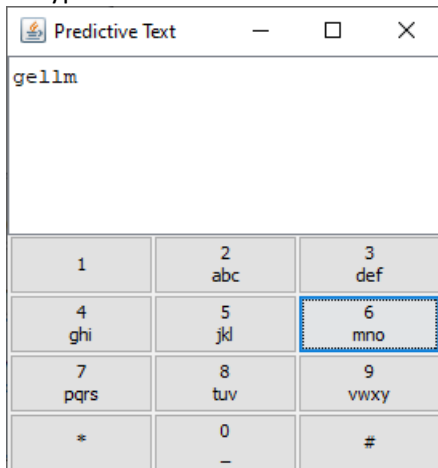 Predictive Text
gellm
1 2 3
abc def
4 5 6
ghi jkl mno
7 8 9
pqrs tuv vwxy
* 0 #
_